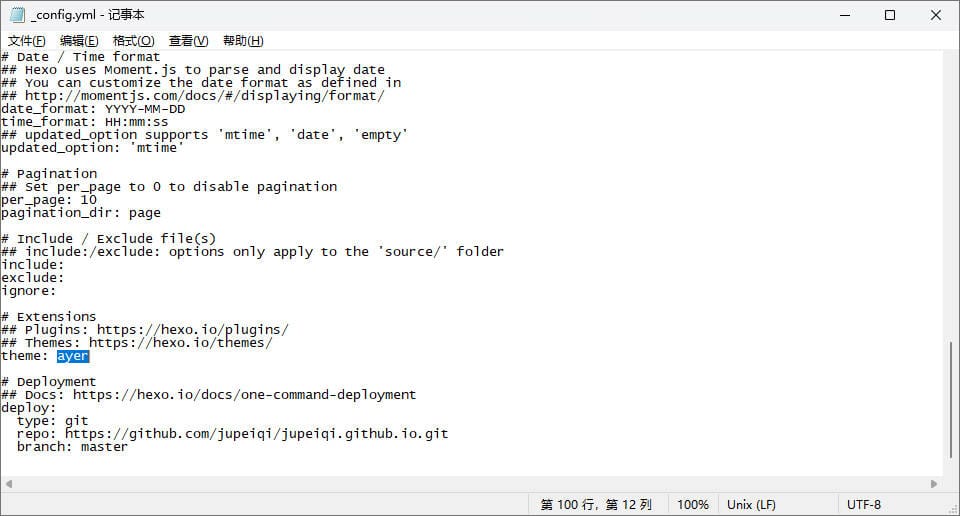 _config.yml - 记事本
文件(F) 编辑(E) 格式(O) 查看(V) 帮助(H)
# Date / Time format
## Hexo uses Moment.js to parse and display date
## You can customize the date format as defined in
## http://momentjs.com/docs/#/displaying/format/
date_format: YYYY-MM-DD
time_format: HH:mm:ss
## updated_option supports 'mtime', 'date', 'empty'
updated_option: 'mtime'

# Pagination
## Set per_page to 0 to disable pagination
per_page: 10
pagination_dir: page

# Include / Exclude file(s)
## include:/exclude: options only apply to the 'source/' folder
include:
exclude:
ignore:

# Extensions
## Plugins: https://hexo.io/plugins/
## Themes: https://hexo.io/themes/
theme: ayer

# Deployment
## Docs: https://hexo.io/docs/one-command-deployment
deploy:
  type: git
  repo: https://github.com/jupeiqi/jupeiqi.github.io.git
  branch: master
第 100 行，第 12 列 100% Unix (LF) UTF-8